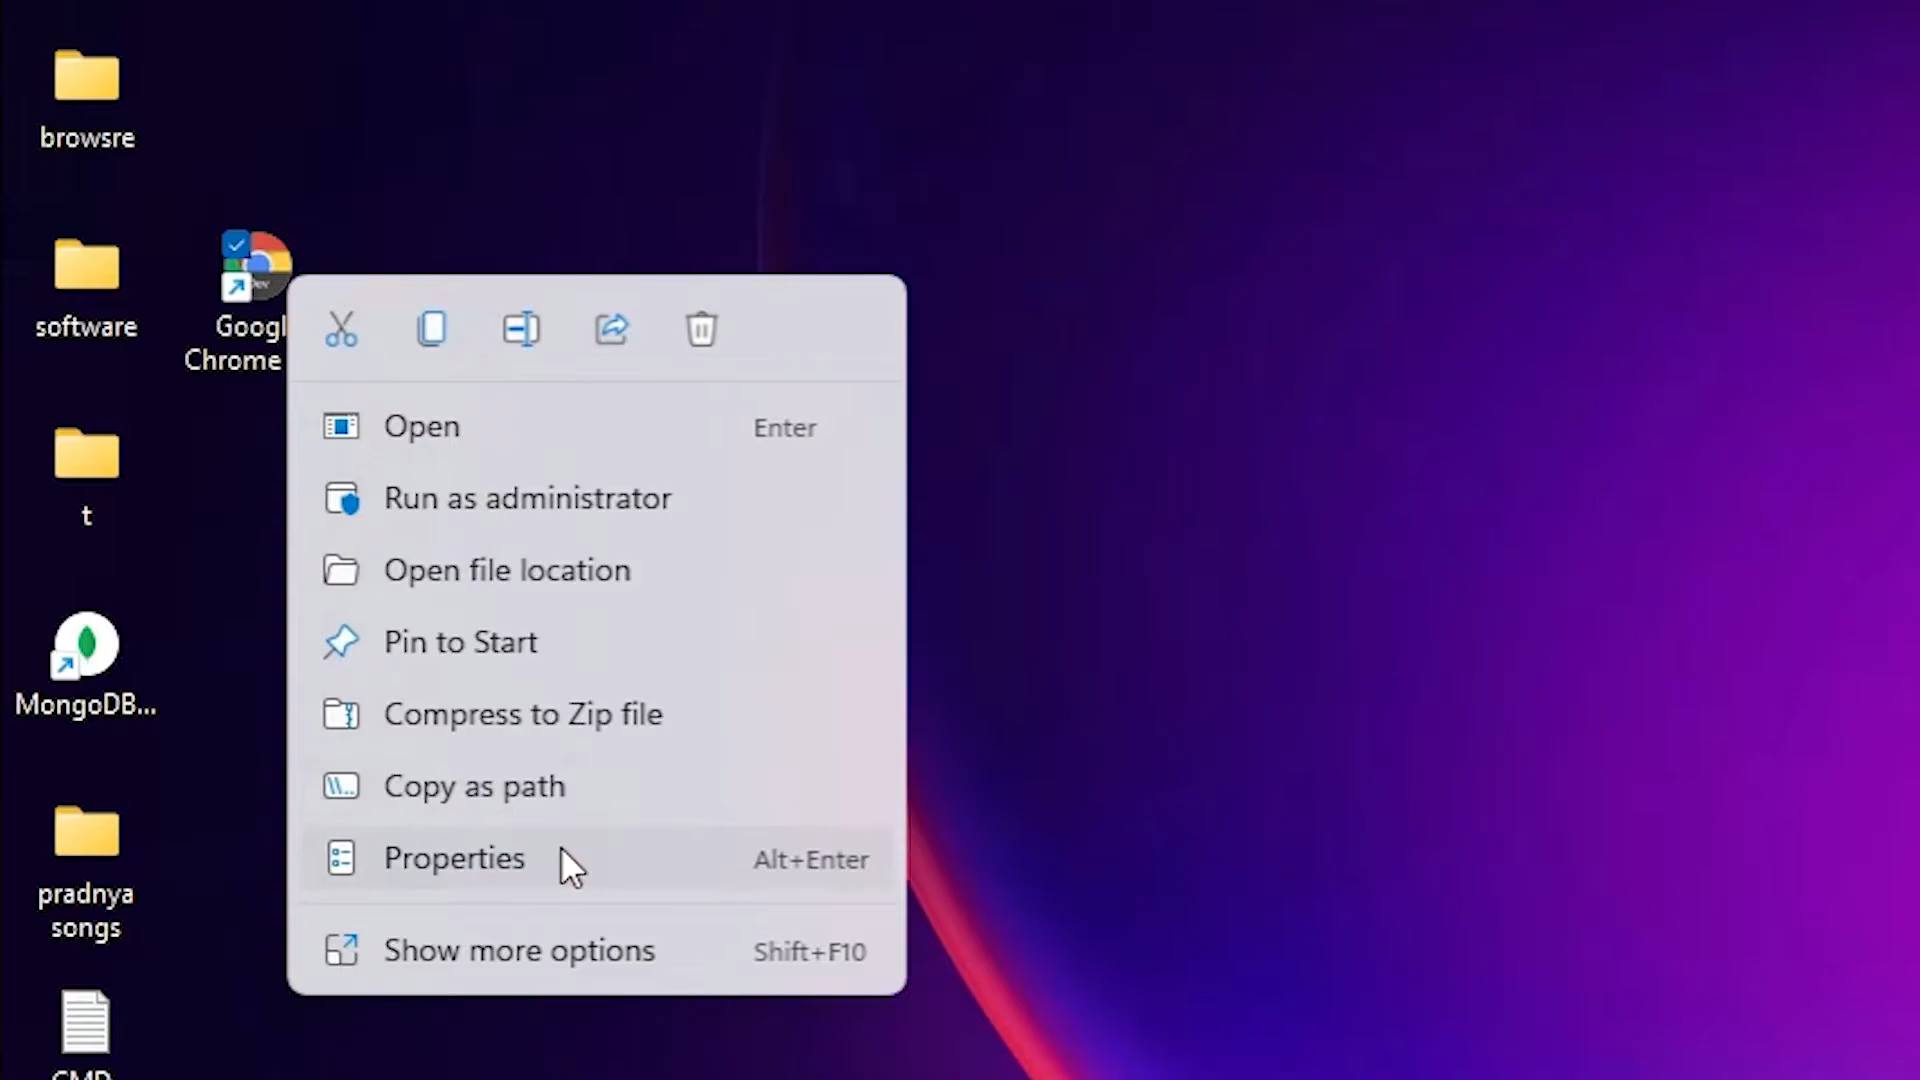 browsre
software
t
MongoDB...
pradnya
songs
Googl
Chrome
Dev
Open Enter
Run as administrator
Open file location
Pin to Start
Compress to Zip file
Copy as path
Properties Alt+Enter
Show more options Shift+F10